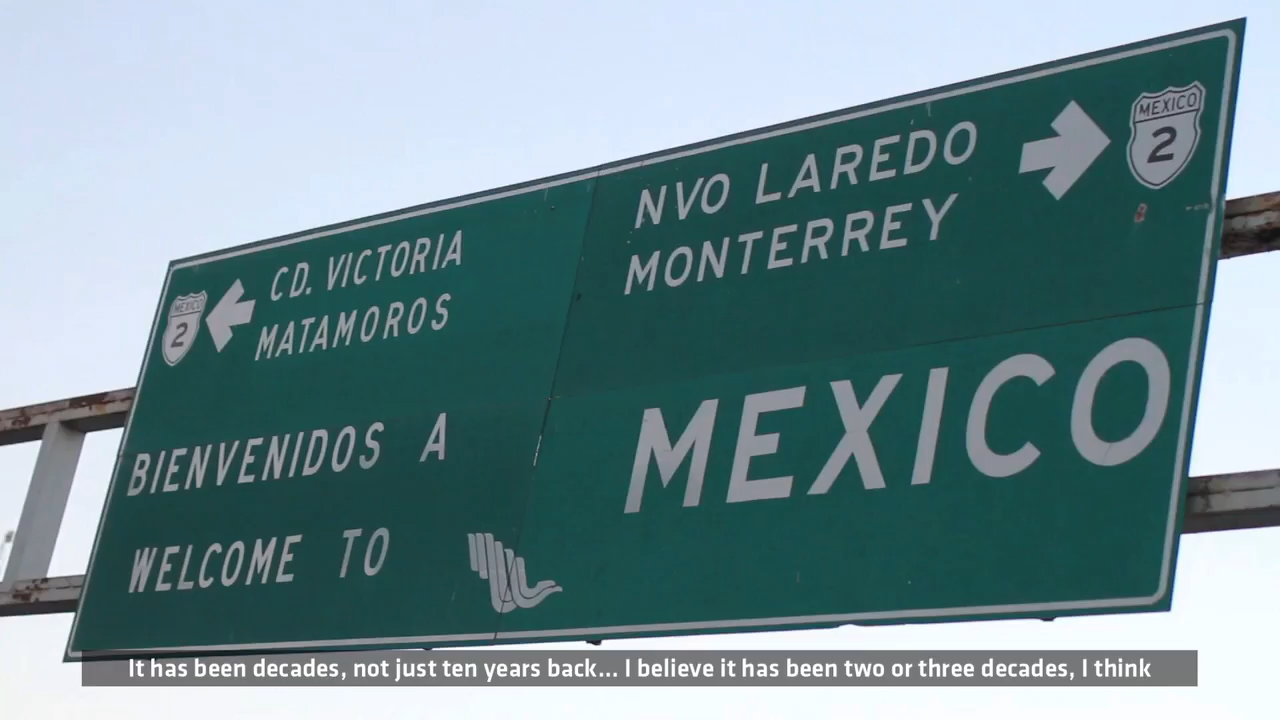 NVO LAREDO
MONTERREY
MEXICO
2
CD. VICTORIA
MATAMOROS
MEXICO
2
BIENVENIDOS A
WELCOME TO
MEXICO
It has been decades, not just ten years back... I believe it has been two or three decades, I think